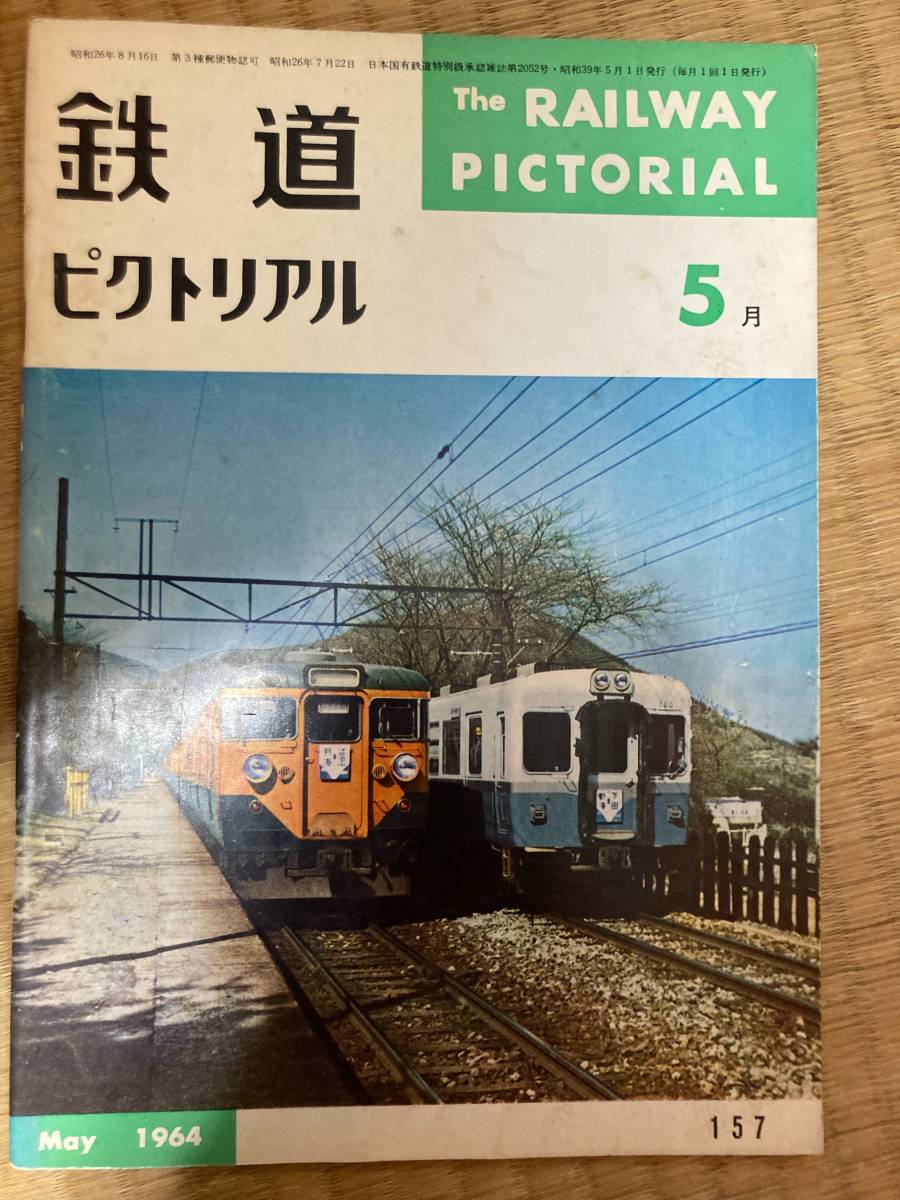 昭和26年8月16日 第3種郵便物認可 昭和26年7月22日 日本国有鉄道特別級承認雑誌第2052号・昭和39年5月1日発行(毎月1回1日発行)
鉄道
ピクトリアル
The RAILWAY
PICTORIAL
5月
123
下田
May 1964
157